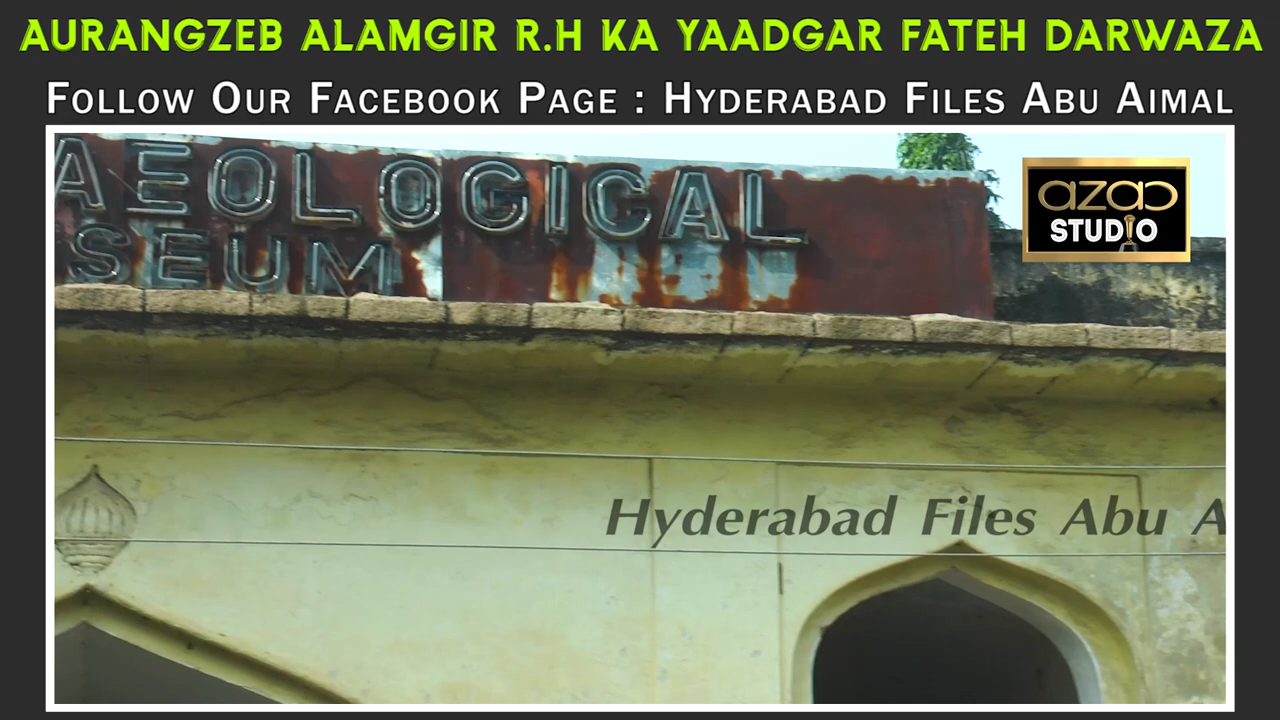 AURANGZEB ALAMGIR R.H KA YAADGAR FATEH DARWAZA
FOLLOW OUR FACEBOOK PAGE : HYDERABAD FILES ABU AIMAL
AEOLOGICAL
SEUM
azad
STUDIO
Hyderabad Files Abu A